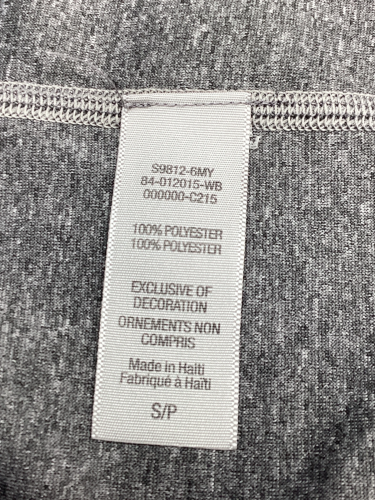 S9812-6MY
84-012015-WB
000000-C215
100% POLYESTER
100% POLYESTER
EXCLUSIVE OF
DECORATION
ORNEMENTS NON
COMPRIS
Made in Haiti
Fabriqué à Haïti
S/P